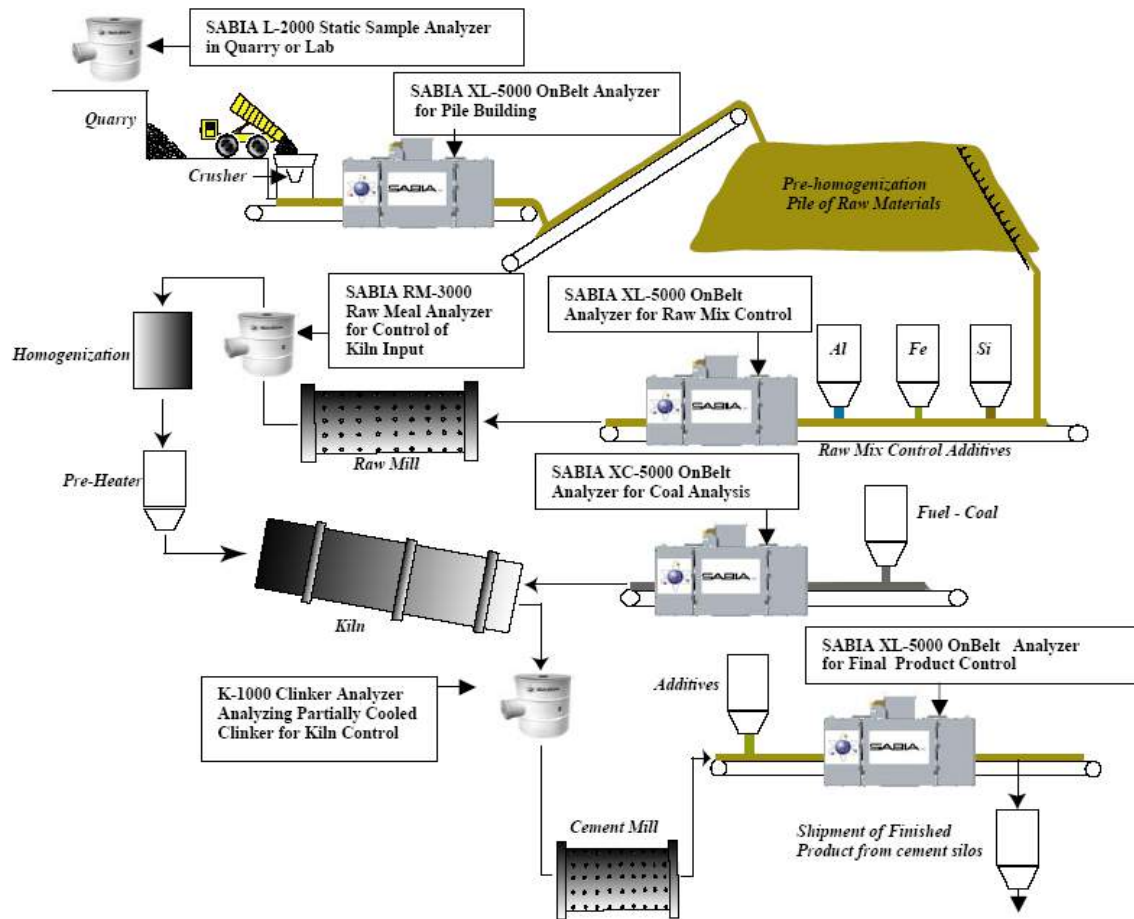 SABIA L-2000 Static Sample Analyzer
in Quarry or Lab
SABIA XL-5000 OnBelt Analyzer
for Pile Building
Quarry
Crusher
SABIA
Pre-homogenization
Pile of Raw Materials
SABIA RM-3000
Raw Meal Analyzer
for Control of
Kiln Input
SABIA XL-5000 OnBelt
Analyzer for Raw Mix Control
Al
Fe
Si
Homogenization
SABIA
Raw Mill
Raw Mix Control Additives
Pre-Heater
SABIA XC-5000 OnBelt
Analyzer for Coal Analysis
Fuel - Coal
SABIA
Kiln
SABIA XL-5000 OnBelt Analyzer
for Final Product Control
K-1000 Clinker Analyzer
Analyzing Partially Cooled
Clinker for Kiln Control
Additives
SABIA
Cement Mill
Shipment of Finished
Product from cement silos